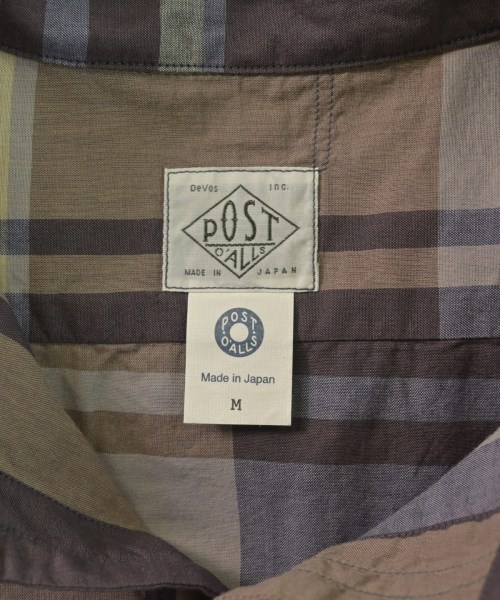 DeVos Inc.
POST
O'ALLS
MADE IN JAPAN
POST
O'ALLS
Made in Japan
M